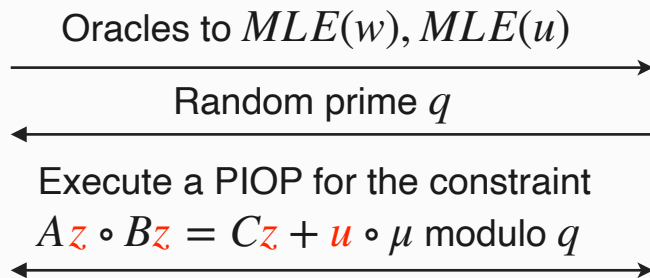 Oracles to MLE(w), MLE(u)
Random prime q
Execute a PIOP for the constraint
Az ∘ Bz = Cz + u ∘ μ modulo q